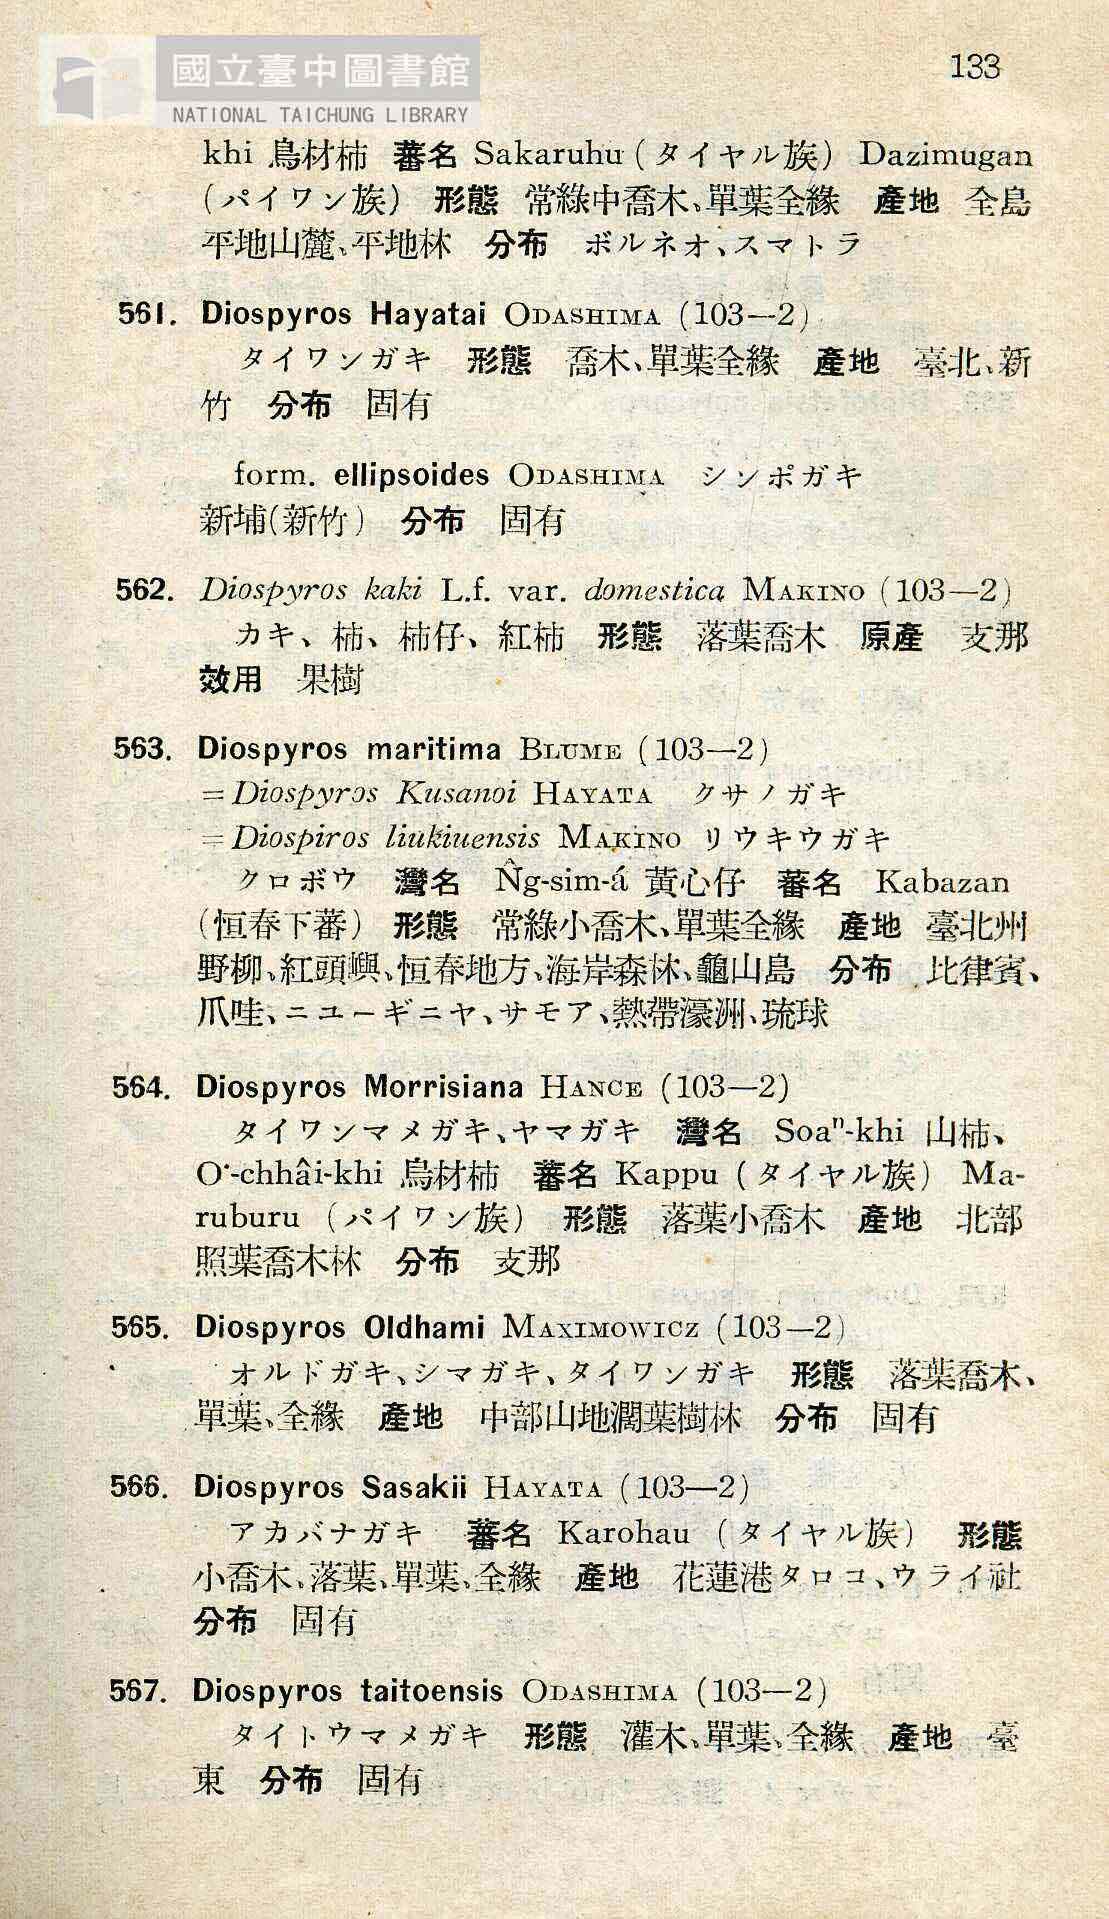 國立臺中圖書館
NATIONAL TAICHUNG LIBRARY
133
khi 烏材柿 蕃名 Sakaruhu (タイヤル族) Dazimugan
(パイワン族) 形態 常綠中喬木、單葉全緣 產地 全島
平地山麓、平地林 分布 ボルネオ、スマトラ
561. Diospyros Hayatai ODASHIMA (103—2)
タイワンガキ 形態 喬木、單葉全緣 產地 臺北、新
竹 分布 固有
form. ellipsoides ODASHIMA シンポガキ
新埔(新竹) 分布 固有
562. Diospyros kaki L.f. var. domestica MAKINO (103—2)
カキ、柿、柿仔、紅柿 形態 落葉喬木 原產 支那
效用 果樹
563. Diospyros maritima BLUME (103—2)
=Diospyros Kusanoi HAYATA クサノガキ
=Diospiros liukiuensis MAKINO リウキウガキ
クロボウ 灣名 N̂g-sim-á 黃心仔 蕃名 Kabazan
(恒春下蕃) 形態 常綠小喬木、單葉全緣 產地 臺北州
野柳、紅頭嶼、恒春地方、海岸森林、龜山島 分布 比律賓、
爪哇、ニユーギニヤ、サモア、熱帶濠洲、琉球
564. Diospyros Morrisiana HANCE (103—2)
タイワンマメガキ、ヤマガキ 灣名 Soaⁿ-khi 山柿、
O·-chhâi-khi 烏材柿 蕃名 Kappu (タイヤル族) Ma-
ruburu (パイワン族) 形態 落葉小喬木 產地 北部
照葉喬木林 分布 支那
565. Diospyros Oldhami MAXIMOWICZ (103—2)
オルドガキ、シマガキ、タイワンガキ 形態 落葉喬木、
單葉、全緣 產地 中部山地濶葉樹林 分布 固有
566. Diospyros Sasakii HAYATA (103—2)
アカバナガキ 蕃名 Karohau (タイヤル族) 形態
小喬木、落葉、單葉、全緣 產地 花蓮港タロコ、ウライ社
分布 固有
567. Diospyros taitoensis ODASHIMA (103—2)
タイトウマメガキ 形態 灌木、單葉、全緣 產地 臺
東 分布 固有